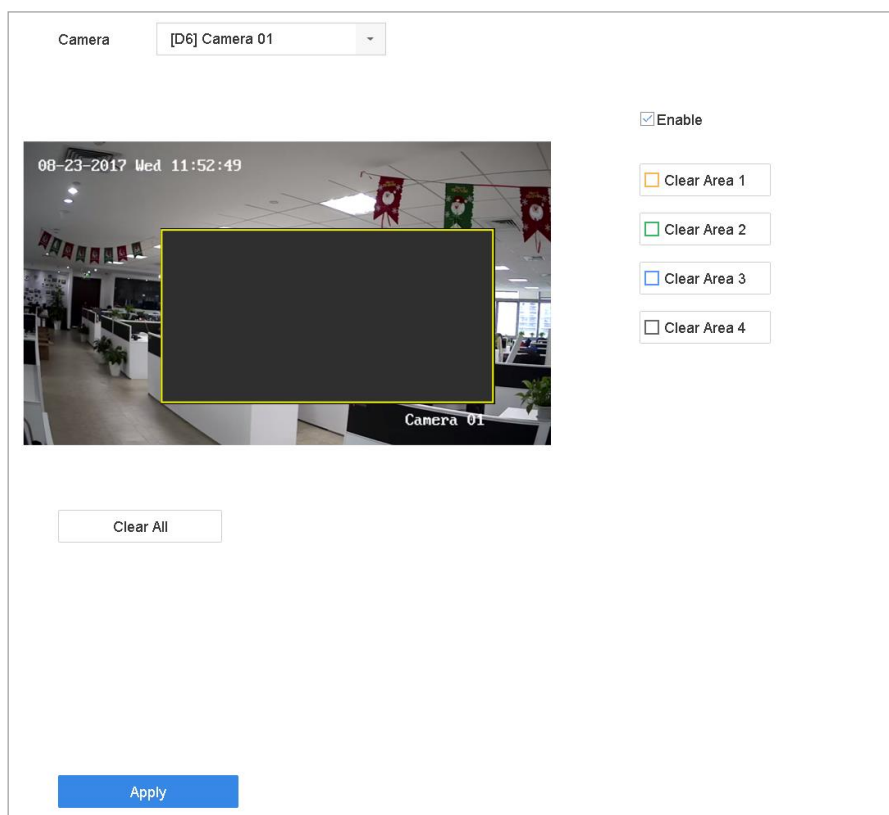 Camera
[D6] Camera 01
Enable
08-23-2017 Wed 11:52:49
Clear Area 1
Clear Area 2
Clear Area 3
Clear Area 4
Camera 01
Clear All
Apply